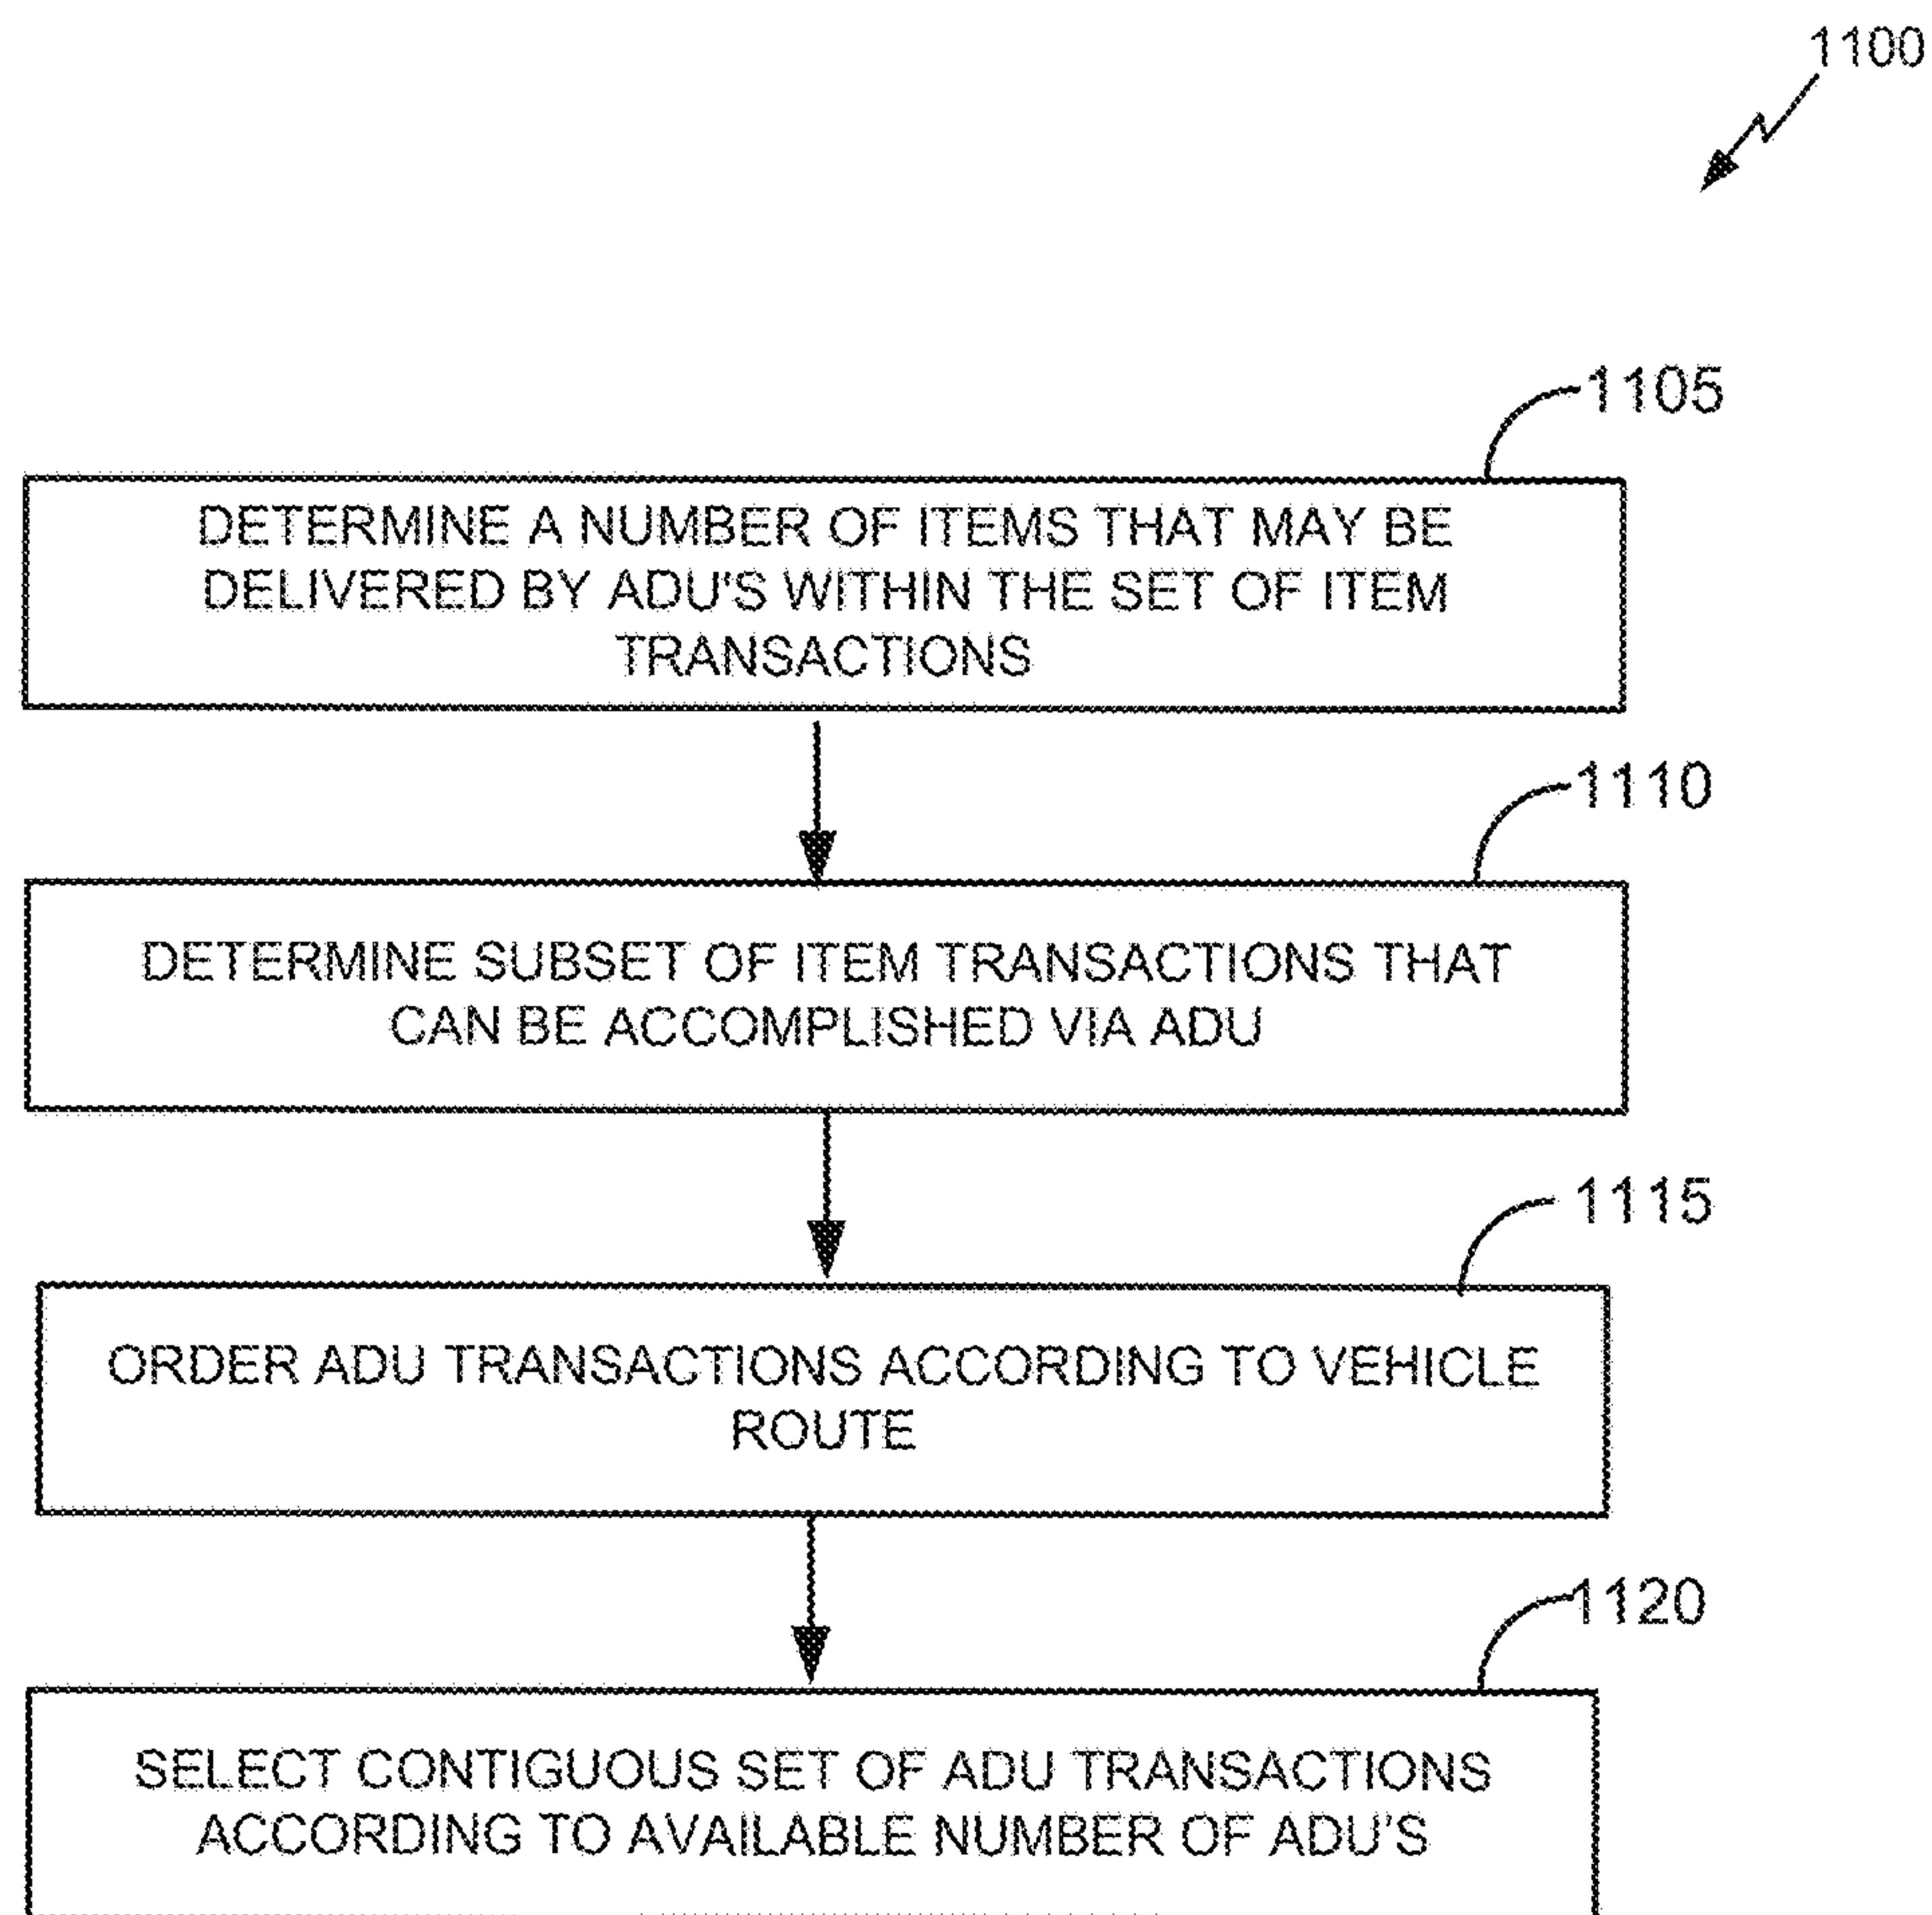 1100
1105
DETERMINE A NUMBER OF ITEMS THAT MAY BE
DELIVERED BY ADU'S WITHIN THE SET OF ITEM
TRANSACTIONS
1110
DETERMINE SUBSET OF ITEM TRANSACTIONS THAT
CAN BE ACCOMPLISHED VIA ADU
1115
ORDER ADU TRANSACTIONS ACCORDING TO VEHICLE
ROUTE
1120
SELECT CONTIGUOUS SET OF ADU TRANSACTIONS
ACCORDING TO AVAILABLE NUMBER OF ADU'S